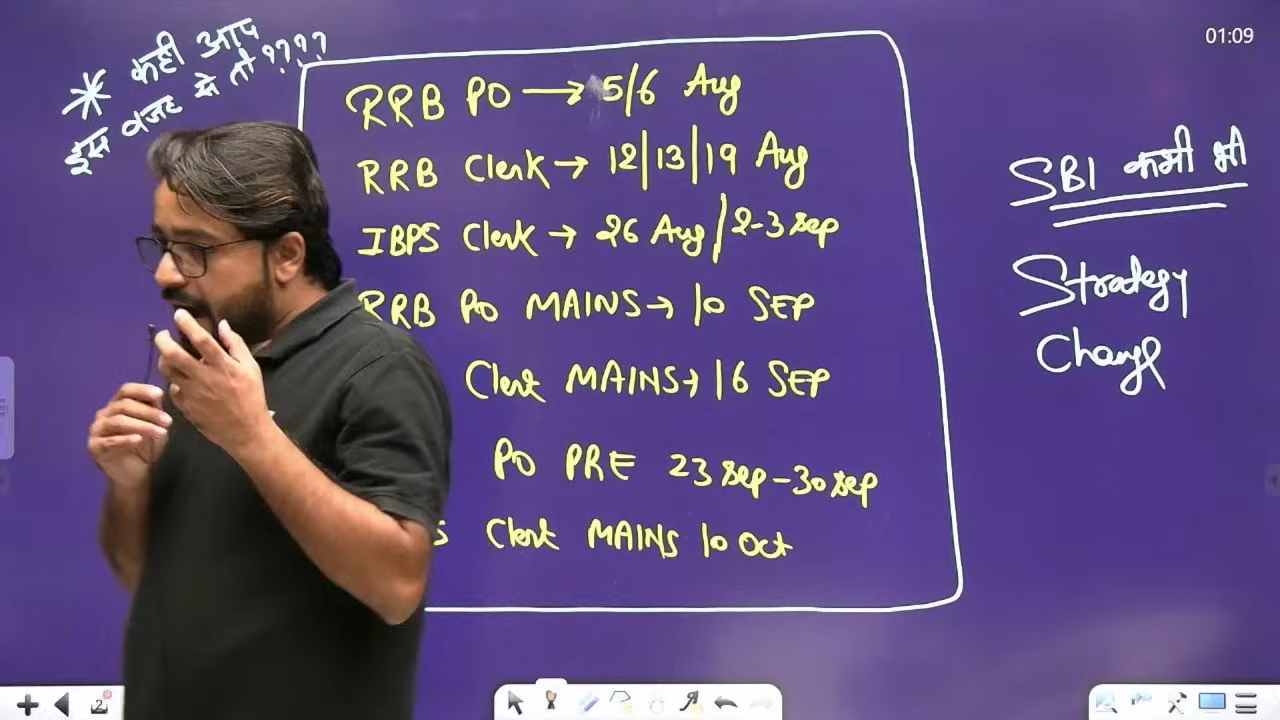 * कही आप
इस वजह से तो ????
RRB PO → 5/6 Aug
RRB Clerk → 12/13/19 Aug
IBPS Clerk → 26 Aug/2-3 Sep
RRB PO MAINS → 10 SEP
Clerk MAINS → 16 SEP
PO PRE 23 Sep - 30 Sep
S Clerk MAINS 10 Oct
SBI कभी भी
Strategy
Change
01:09
2